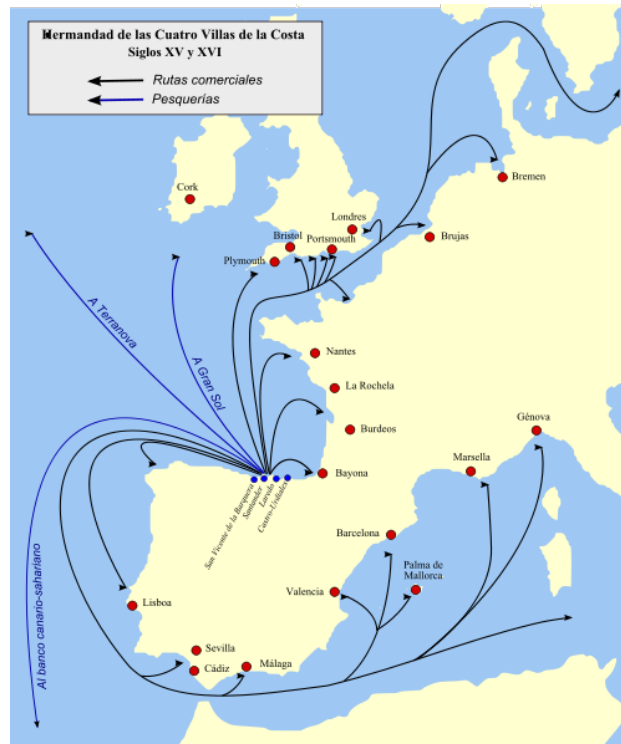 Hermandad de las Cuatro Villas de la Costa
Siglos XV y XVI
Rutas comerciales
Pesquerías
Cork
Bremen
Londres
Bristol
Portsmouth
Brujas
Plymouth
A Terranova
A Gran Sol
Nantes
La Rochela
Burdeos
Génova
Marsella
Bayona
San Vicente de la Barquera
Santander
Laredo
Castro-Urdiales
Barcelona
Palma de
Mallorca
Valencia
Lisboa
Al banco canario-sahariano
Sevilla
Cádiz
Málaga